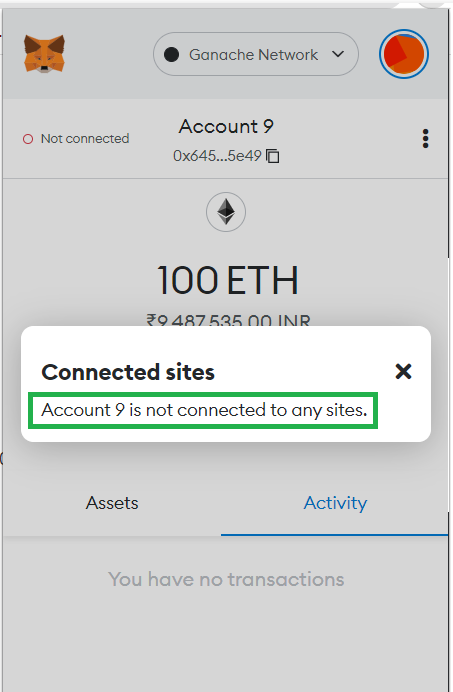 Ganache Network
Not connected
Account 9
0x645...5e49
100 ETH
₹9,487,535.00 INR
Connected sites
Account 9 is not connected to any sites.
Assets
Activity
You have no transactions